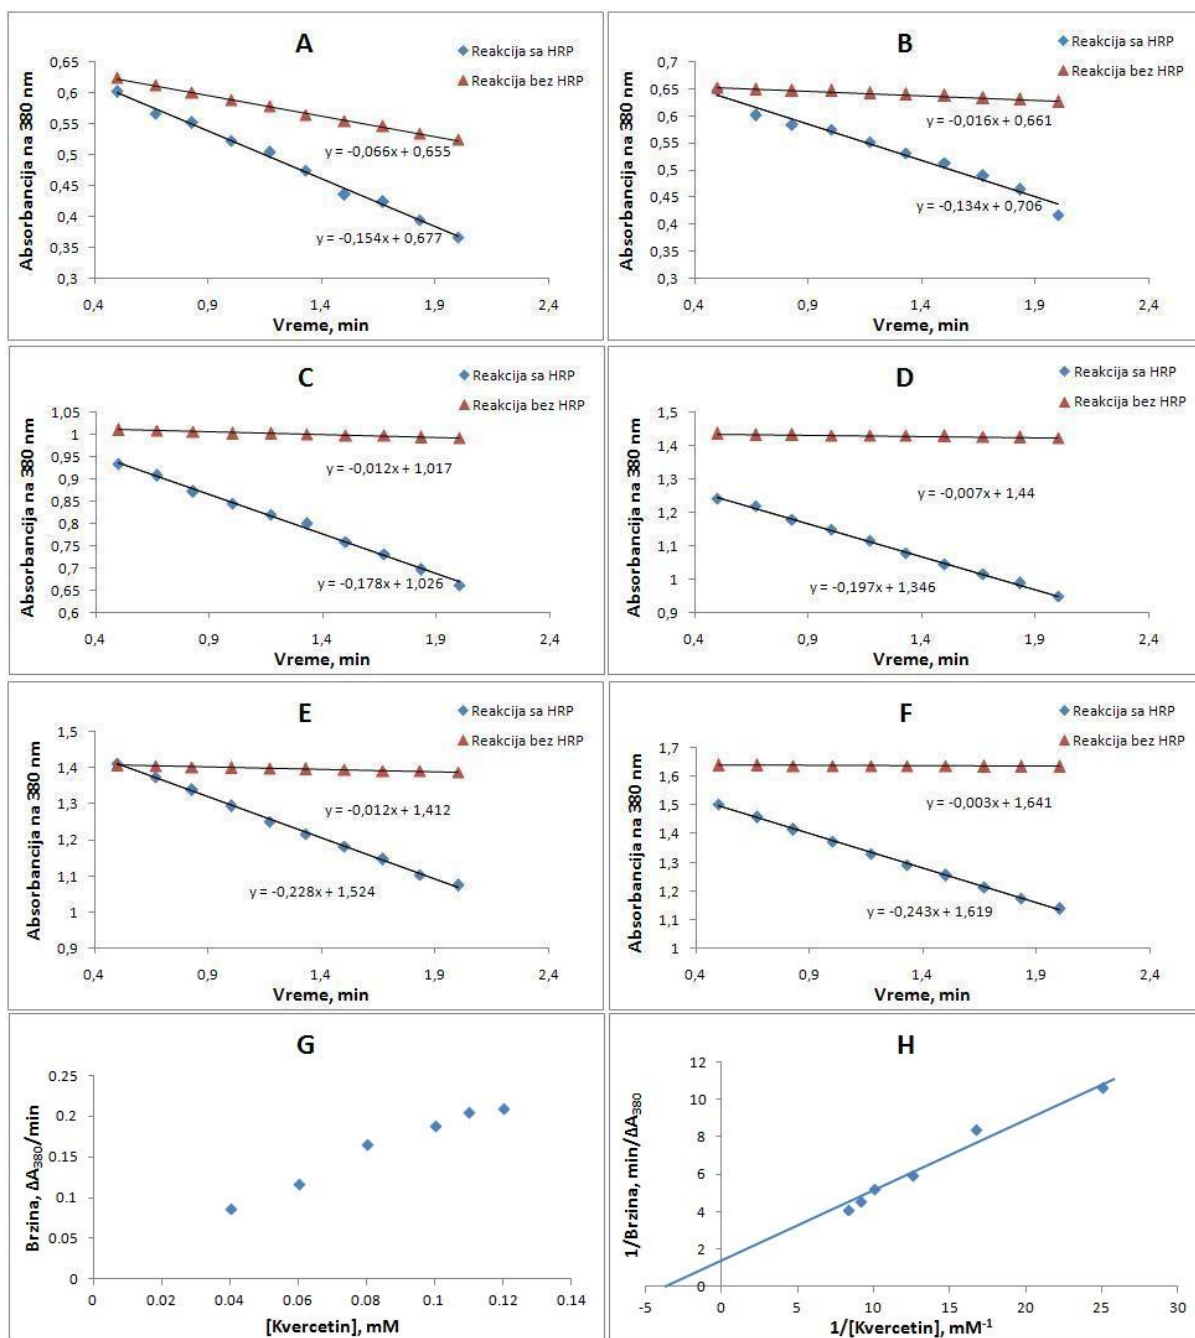 A
Reakcija sa HRP
Reakcija bez HRP
Absorbancija na 380 nm
0,65
0,6
0,55
0,5
0,45
0,4
0,35
0,3
y = -0,066x + 0,655
y = -0,154x + 0,677
0,4 0,9 1,4 1,9 2,4
Vreme, min
B
Reakcija sa HRP
Reakcija bez HRP
Absorbancija na 380 nm
0,7
0,65
0,6
0,55
0,5
0,45
0,4
0,35
0,3
y = -0,016x + 0,661
y = -0,134x + 0,706
0,4 0,9 1,4 1,9 2,4
Vreme, min
C
Reakcija sa HRP
Reakcija bez HRP
Absorbancija na 380 nm
1,05
1
0,95
0,9
0,85
0,8
0,75
0,7
0,65
0,6
y = -0,012x + 1,017
y = -0,178x + 1,026
0,4 0,9 1,4 1,9 2,4
Vreme, min
D
Reakcija sa HRP
Reakcija bez HRP
Absorbancija na 380 nm
1,5
1,4
1,3
1,2
1,1
1
0,9
y = -0,007x + 1,44
y = -0,197x + 1,346
0,4 0,9 1,4 1,9 2,4
Vreme, min
E
Reakcija sa HRP
Reakcija bez HRP
Absorbancija na 380 nm
1,5
1,4
1,3
1,2
1,1
1
0,9
y = -0,012x + 1,412
y = -0,228x + 1,524
0,4 0,9 1,4 1,9 2,4
Vreme, min
F
Reakcija sa HRP
Reakcija bez HRP
Absorbancija na 380 nm
1,7
1,6
1,5
1,4
1,3
1,2
1,1
1
y = -0,003x + 1,641
y = -0,243x + 1,619
0,4 0,9 1,4 1,9 2,4
Vreme, min
G
Brzina, ΔA₃₈₀/min
0.25
0.2
0.15
0.1
0.05
0
0 0.02 0.04 0.06 0.08 0.1 0.12 0.14
[Kvercetin], mM
H
1/Brzina, min/ΔA₃₈₀
12
10
8
6
4
2
0
-5 0 5 10 15 20 25 30
1/[Kvercetin], mM⁻¹